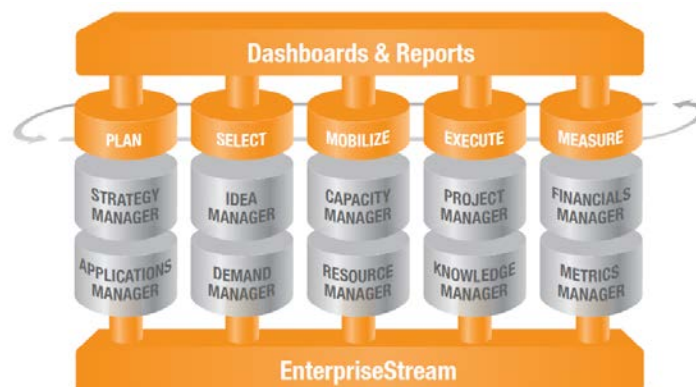 Dashboards & Reports
PLAN
SELECT
MOBILIZE
EXECUTE
MEASURE
STRATEGY
MANAGER
IDEA
MANAGER
CAPACITY
MANAGER
PROJECT
MANAGER
FINANCIALS
MANAGER
APPLICATIONS
MANAGER
DEMAND
MANAGER
RESOURCE
MANAGER
KNOWLEDGE
MANAGER
METRICS
MANAGER
EnterpriseStream